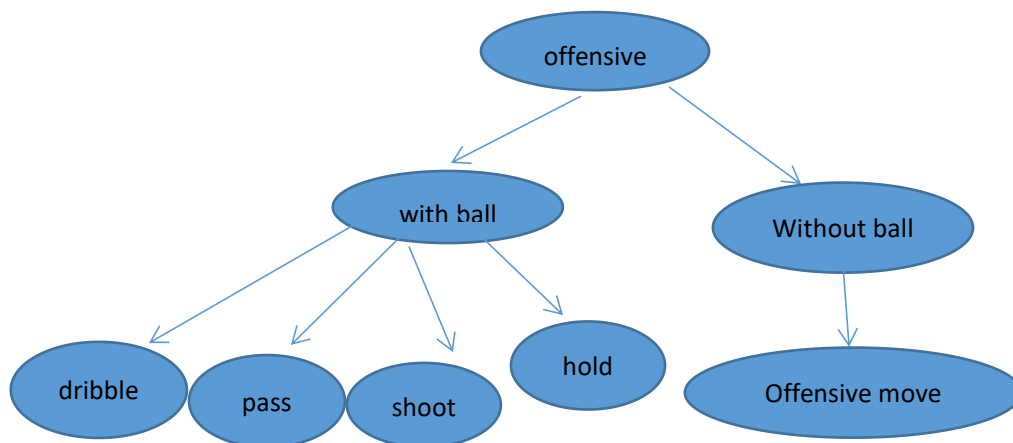 offensive
with ball
Without ball
dribble
pass
shoot
hold
Offensive move